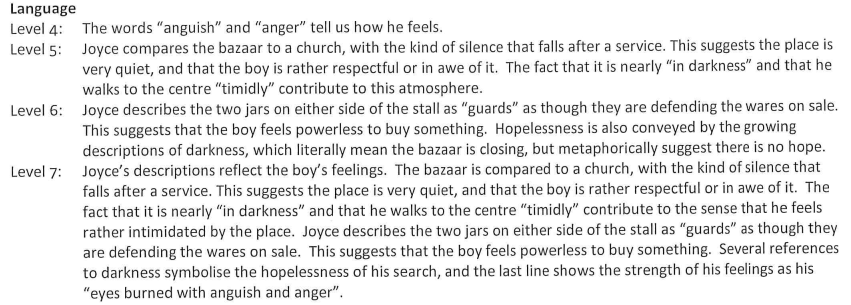 Language
Level 4: The words “anguish” and “anger” tell us how he feels.
Level 5: Joyce compares the bazaar to a church, with the kind of silence that falls after a service. This suggests the place is
very quiet, and that the boy is rather respectful or in awe of it. The fact that it is nearly “in darkness” and that he
walks to the centre “timidly” contribute to this atmosphere.
Level 6: Joyce describes the two jars on either side of the stall as “guards” as though they are defending the wares on sale.
This suggests that the boy feels powerless to buy something. Hopelessness is also conveyed by the growing
descriptions of darkness, which literally mean the bazaar is closing, but metaphorically suggest there is no hope.
Level 7: Joyce’s descriptions reflect the boy’s feelings. The bazaar is compared to a church, with the kind of silence that
falls after a service. This suggests the place is very quiet, and that the boy is rather respectful or in awe of it. The
fact that it is nearly “in darkness” and that he walks to the centre “timidly” contribute to the sense that he feels
rather intimidated by the place. Joyce describes the two jars on either side of the stall as “guards” as though they
are defending the wares on sale. This suggests that the boy feels powerless to buy something. Several references
to darkness symbolise the hopelessness of his search, and the last line shows the strength of his feelings as his
“eyes burned with anguish and anger”.